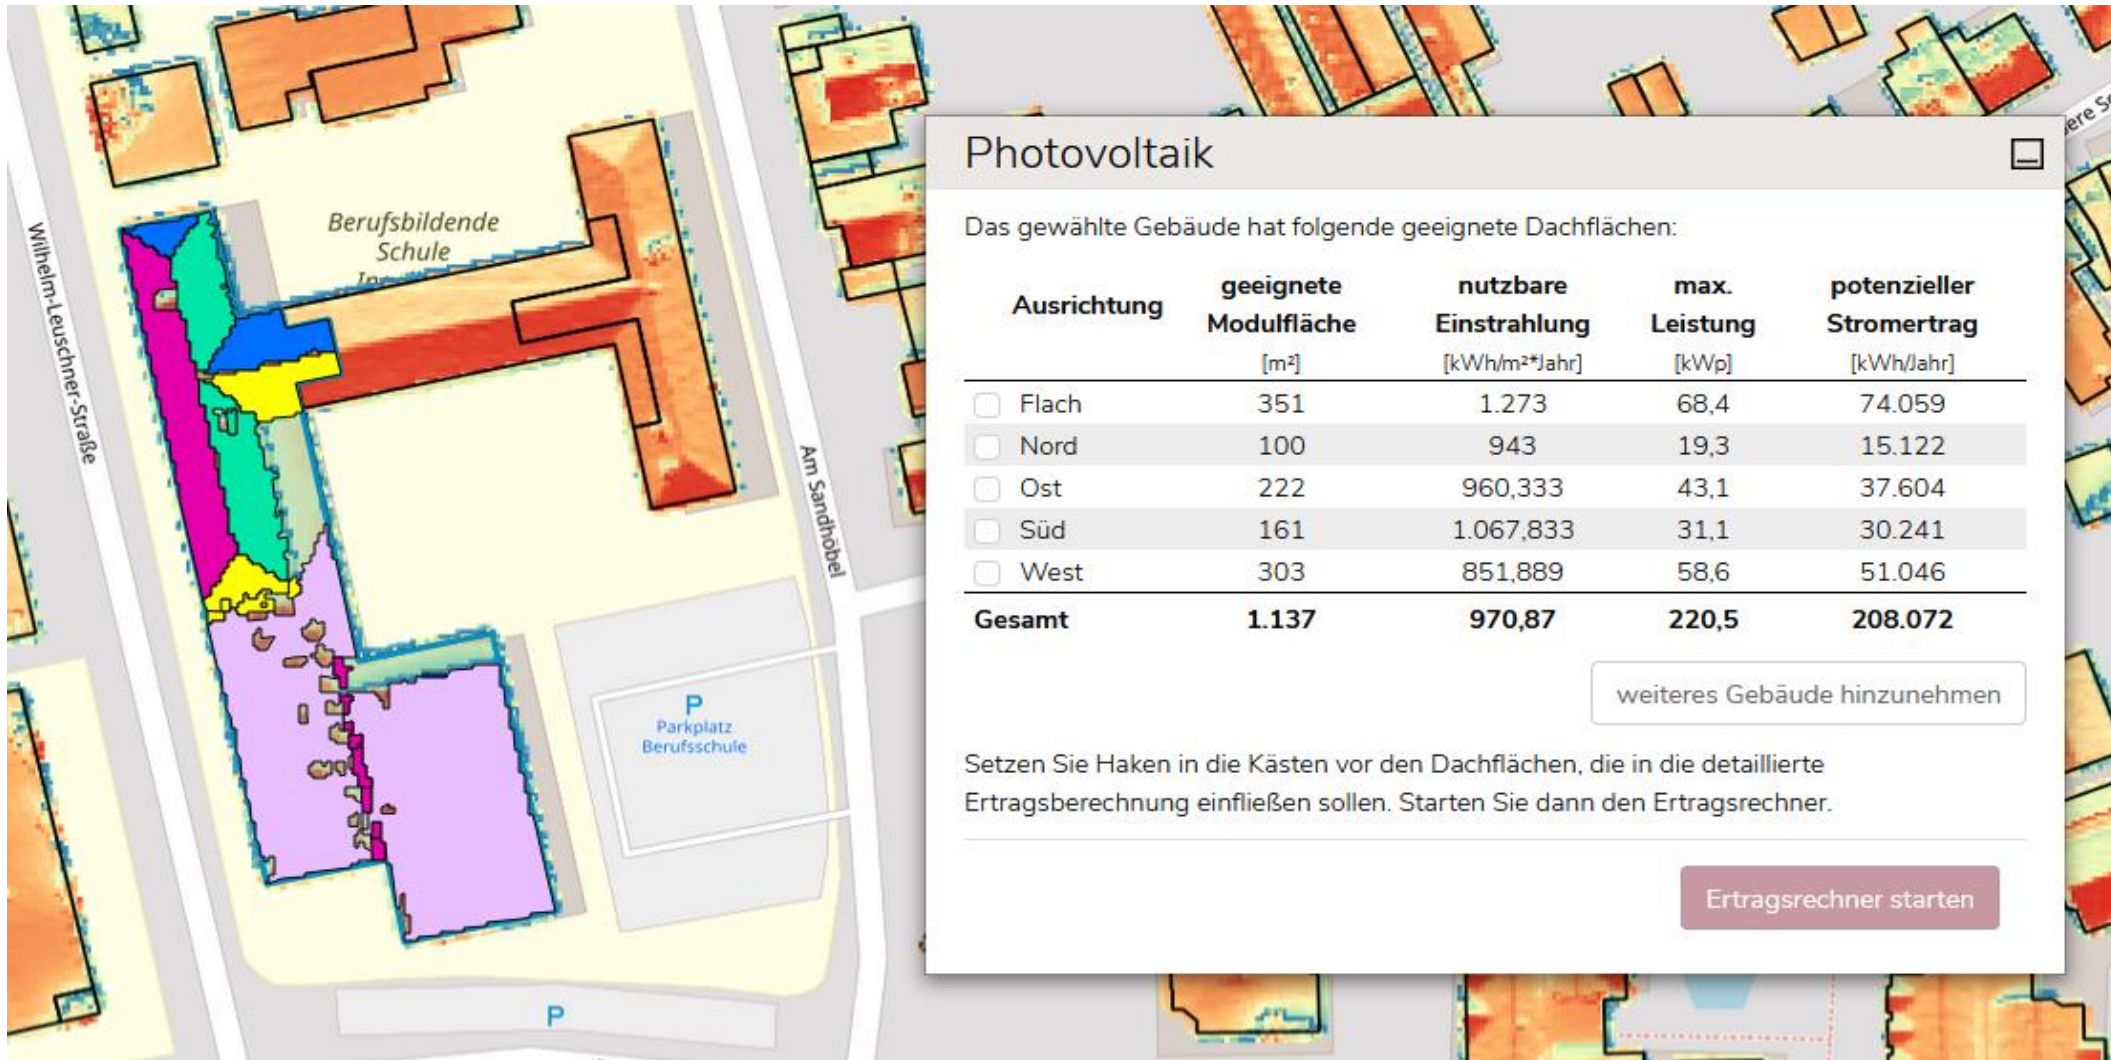 Photovoltaik
Das gewählte Gebäude hat folgende geeignete Dachflächen:
Ausrichtung geeignete Modulfläche [m²] nutzbare Einstrahlung [kWh/m²*Jahr] max. Leistung [kWp] potenzieller Stromertrag [kWh/Jahr]
Flach 351 1.273 68,4 74.059
Nord 100 943 19,3 15.122
Ost 222 960,333 43,1 37.604
Süd 161 1.067,833 31,1 30.241
West 303 851,889 58,6 51.046
Gesamt 1.137 970,87 220,5 208.072
weiteres Gebäude hinzunehmen
Setzen Sie Haken in die Kästen vor den Dachflächen, die in die detaillierte
Ertragsberechnung einfließen sollen. Starten Sie dann den Ertragsrechner.
Ertragsrechner starten
Berufsbildende
Schule
Wilhelm-Leuschner-Straße
Am Sandhöbel
P
Parkplatz
Berufsschule
P